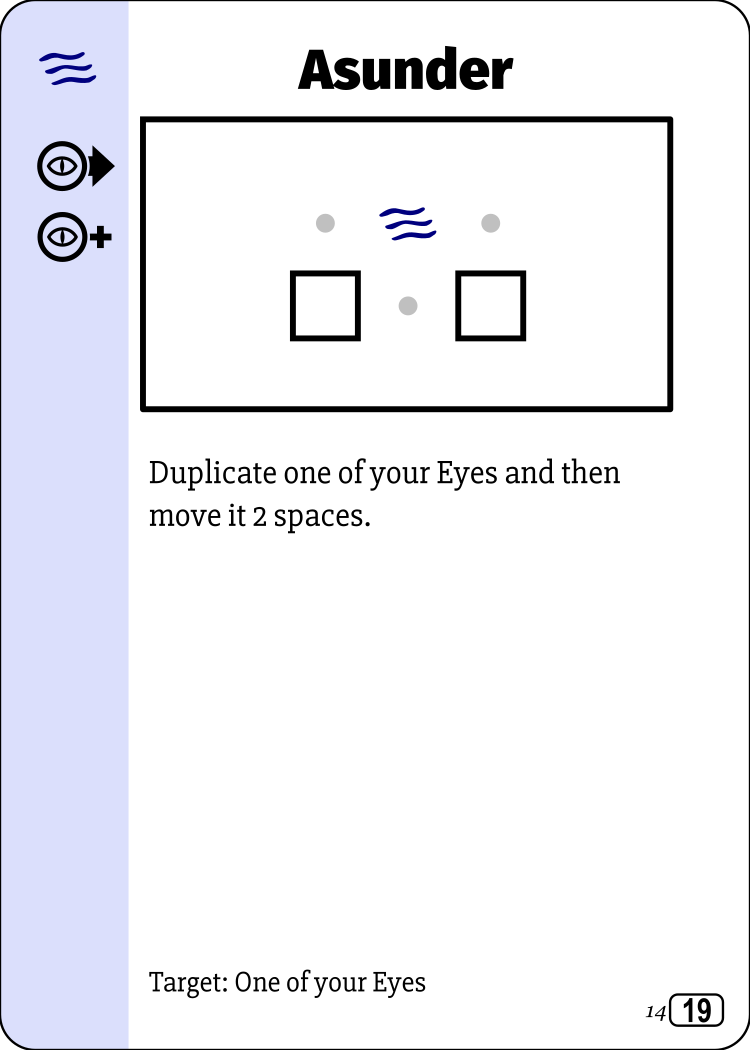 Asunder
Duplicate one of your Eyes and then
move it 2 spaces.
Target: One of your Eyes
14 19